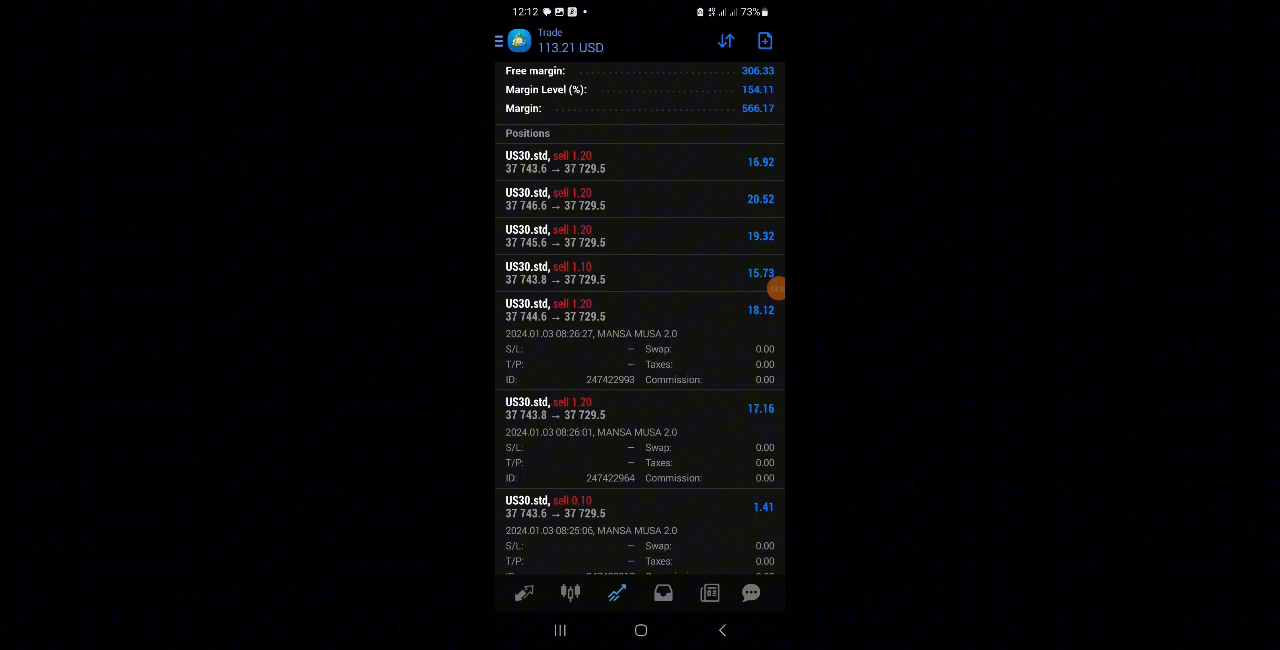 12:12 73%
Trade
113.21 USD
Free margin: 306.33
Margin Level (%): 154.11
Margin: 566.17
Positions
US30.std, sell 1.20
37 743.6 → 37 729.5 16.92
US30.std, sell 1.20
37 746.6 → 37 729.5 20.52
US30.std, sell 1.20
37 745.6 → 37 729.5 19.32
US30.std, sell 1.10
37 743.8 → 37 729.5 15.73
US30.std, sell 1.20
37 744.6 → 37 729.5 18.12
2024.01.03 08:26:27, MANSA MUSA 2.0
S/L: – Swap: 0.00
T/P: – Taxes: 0.00
ID: 247422993 Commission: 0.00
US30.std, sell 1.20
37 743.8 → 37 729.5 17.16
2024.01.03 08:26:01, MANSA MUSA 2.0
S/L: – Swap: 0.00
T/P: – Taxes: 0.00
ID: 247422964 Commission: 0.00
US30.std, sell 0.10
37 743.6 → 37 729.5 1.41
2024.01.03 08:25:06, MANSA MUSA 2.0
S/L: – Swap: 0.00
T/P: – Taxes: 0.00